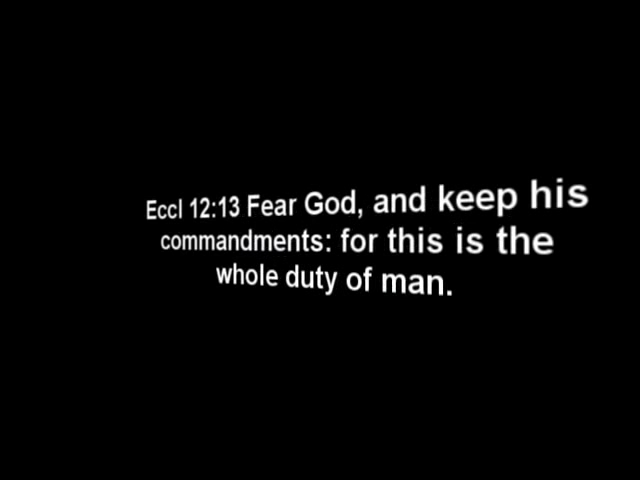 Eccl 12:13 Fear God, and keep his
commandments: for this is the
whole duty of man.